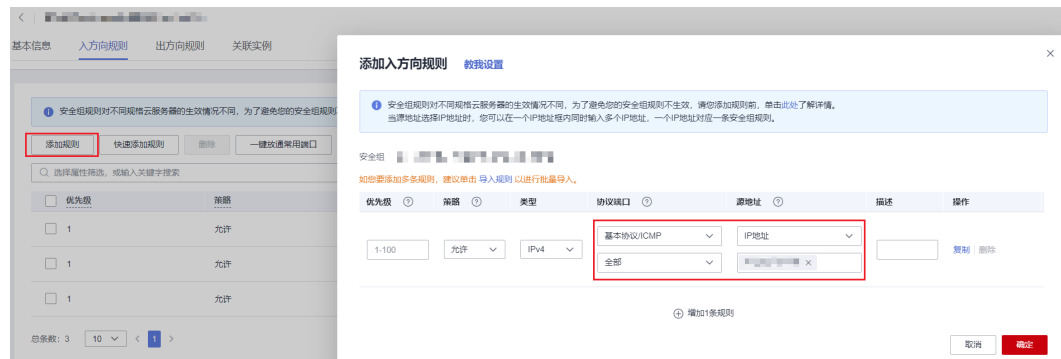 基本信息 入方向规则 出方向规则 关联实例
安全组规则对不同规格云服务器的生效情况不同，为了避免您的安全组规则不
添加规则 快速添加规则 删除 一键放通常用端口
选择属性筛选，或输入关键字搜索
优先级 策略
1 允许
1 允许
1 允许
总条数：3 10 1
添加入方向规则 教我设置
安全组规则对不同规格云服务器的生效情况不同，为了避免您的安全组规则不生效，请您添加规则前，单击此处了解详情。
当源地址选择IP地址时，您可以在一个IP地址框内同时输入多个IP地址，一个IP地址对应一条安全组规则。
安全组
如您要添加多条规则，建议单击 导入规则 以进行批量导入。
优先级 策略 类型 协议端口 源地址 描述 操作
1-100 允许 IPv4 基本协议/ICMP IP地址 复制 删除
全部
增加1条规则
取消 确定